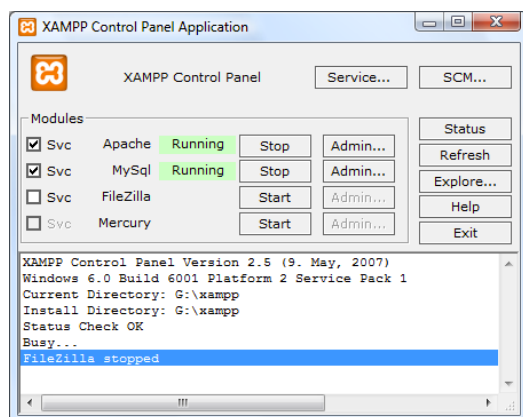 XAMPP Control Panel Application
XAMPP Control Panel Service... SCM...
Modules
Svc Apache Running Stop Admin...
Svc MySql Running Stop Admin...
Svc FileZilla Start Admin...
Svc Mercury Start Admin...
Status
Refresh
Explore...
Help
Exit
XAMPP Control Panel Version 2.5 (9. May, 2007)
Windows 6.0 Build 6001 Platform 2 Service Pack 1
Current Directory: G:\xampp
Install Directory: G:\xampp
Status Check OK
Busy...
FileZilla stopped